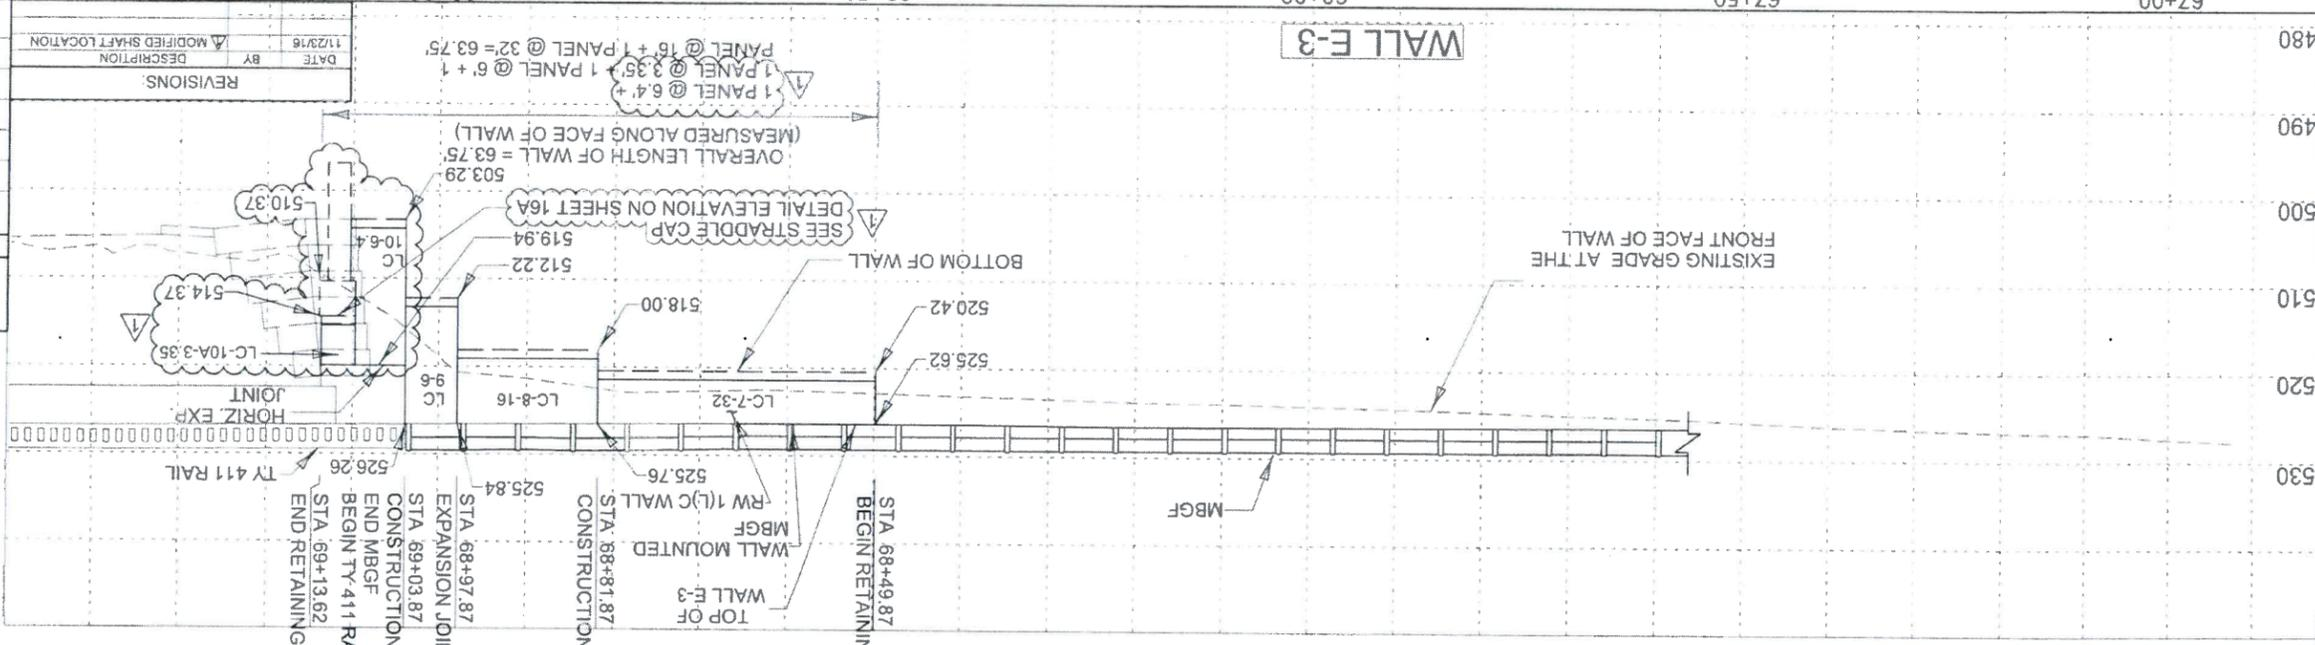 STA 68+49.87
BEGIN RETAININ
TOP OF
WALL E-3
WALL MOUNTED
MBGF
RW 1(L)C WALL
STA 68+81.87
CONSTRUCTION
STA 68+97.87
EXPANSION JOI
STA 69+03.87
CONSTRUCTION
END MBGF
BEGIN TY 411 RA
STA 69+13.62
END RETAINING
MBGF
530
525.76
525.84
526.26
TY 411 RAIL
HORIZ. EXP.
JOINT
520
LC-7-32
LC-8-16
LC
9-6
LC-10A-3.35
525.62
520.42
518.00
514.37
510
EXISTING GRADE AT THE
FRONT FACE OF WALL
BOTTOM OF WALL
512.22
519.94
LC
10-6.4
SEE STRADDLE CAP
DETAIL ELEVATION ON SHEET 16A
1
510.37
500
503.29
OVERALL LENGTH OF WALL = 63.75'
(MEASURED ALONG FACE OF WALL)
490
1 PANEL @ 6.4' +
1 PANEL @ 3.35' + 1 PANEL @ 6' + 1
PANEL @ 16' + 1 PANEL @ 32'= 63.75'
1
480
WALL E-3
REVISIONS:
DATE BY DESCRIPTION
11/23/16 MODIFIED SHAFT LOCATION
67+00
67+50